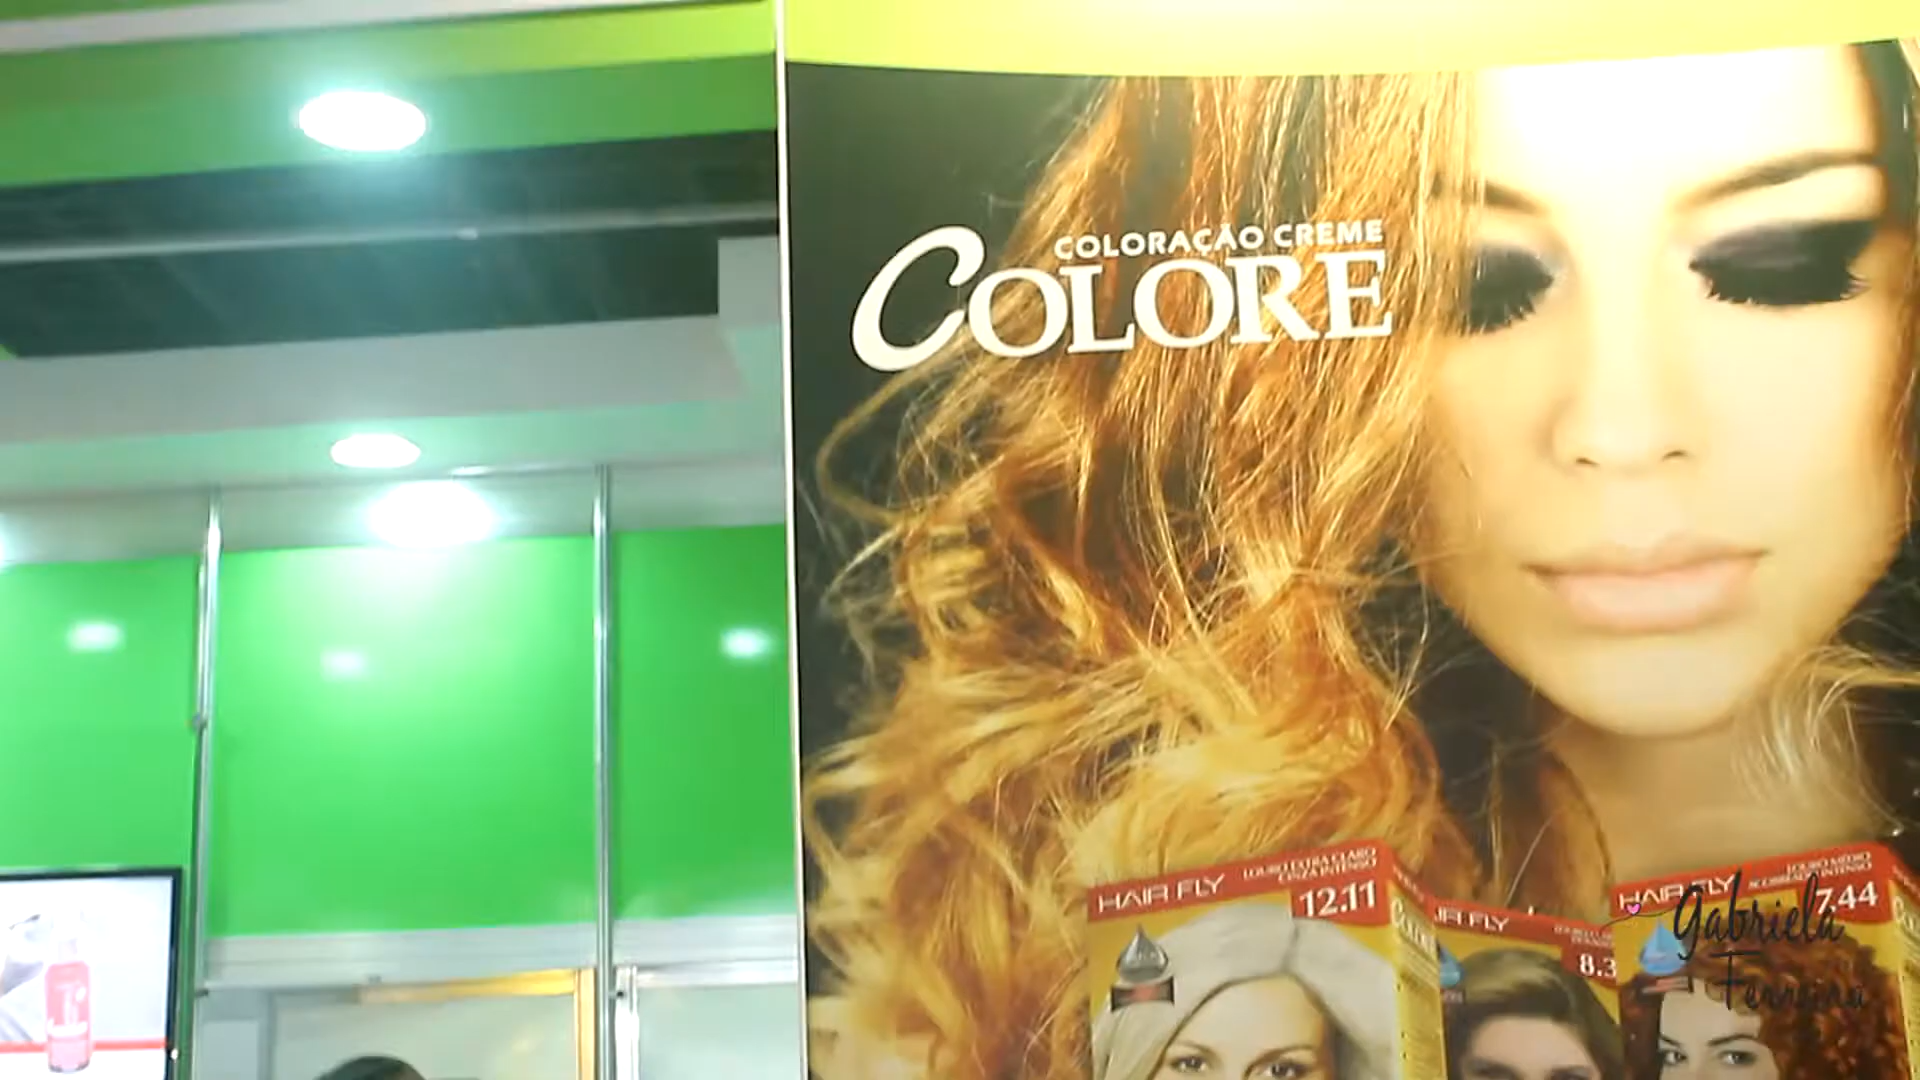 COLORAÇÃO CREME
COLORE
HAIR FLY
LOURO EXTRA CLARO
CINZA INTENSO
12.11
HAIR FLY
8.3
HAIR FLY
LOURO MÉDIO
ACOBREADO INTENSO
7.44
Gabriela
Ferreira